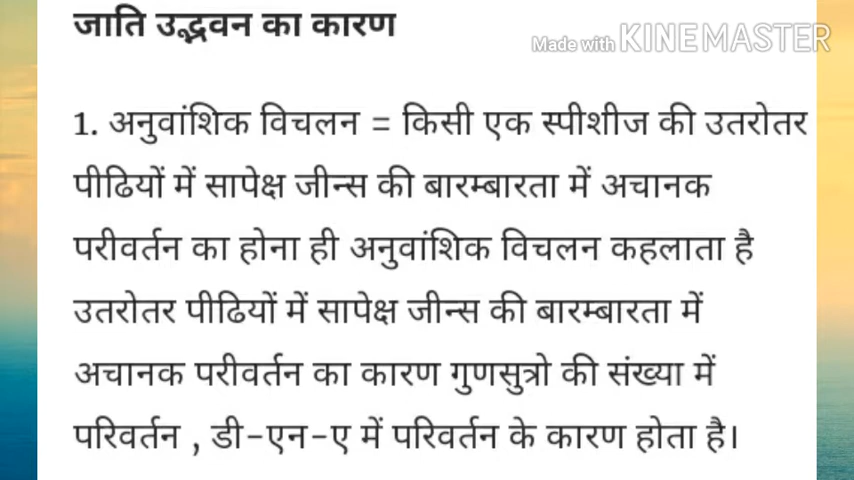 जाति उद्भवन का कारण
Made with KINEMASTER
1. अनुवांशिक विचलन = किसी एक स्पीशीज की उतरोतर
पीढियों में सापेक्ष जीन्स की बारम्बारता में अचानक
परीवर्तन का होना ही अनुवांशिक विचलन कहलाता है
उतरोतर पीढियों में सापेक्ष जीन्स की बारम्बारता में
अचानक परीवर्तन का कारण गुणसुत्रो की संख्या में
परिवर्तन , डी-एन-ए में परिवर्तन के कारण होता है।